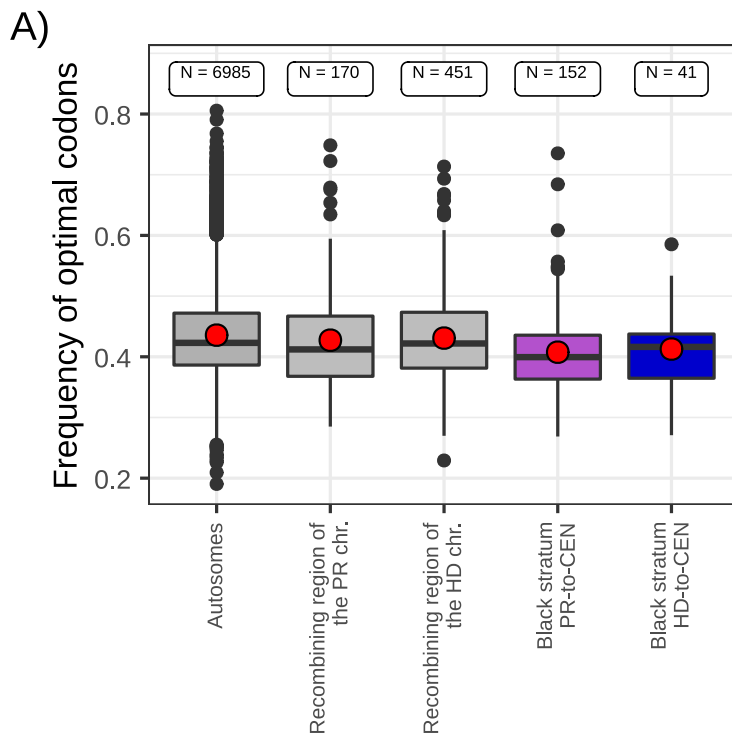 A)
N = 6985
N = 170
N = 451
N = 152
N = 41
Frequency of optimal codons
0.8
0.6
0.4
0.2
Autosomes
Recombining region of
the PR chr.
Recombining region of
the HD chr.
Black stratum
PR-to-CEN
Black stratum
HD-to-CEN